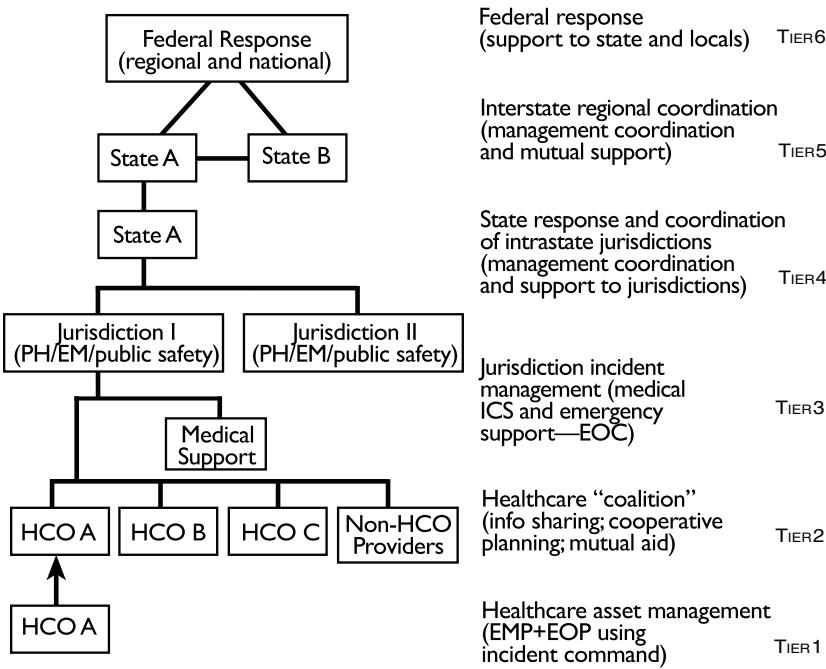 Federal Response
(regional and national)
Federal response
(support to state and locals)
TIER6
State A
State B
Interstate regional coordination
(management coordination
and mutual support)
TIER5
State A
State response and coordination
of intrastate jurisdictions
(management coordination
and support to jurisdictions)
TIER4
Jurisdiction I
(PH/EM/public safety)
Jurisdiction II
(PH/EM/public safety)
Jurisdiction incident
management (medical
ICS and emergency
support—EOC)
TIER3
Medical
Support
HCO A
HCO B
HCO C
Non-HCO
Providers
Healthcare “coalition”
(info sharing; cooperative
planning; mutual aid)
TIER2
HCO A
Healthcare asset management
(EMP+EOP using
incident command)
TIER1